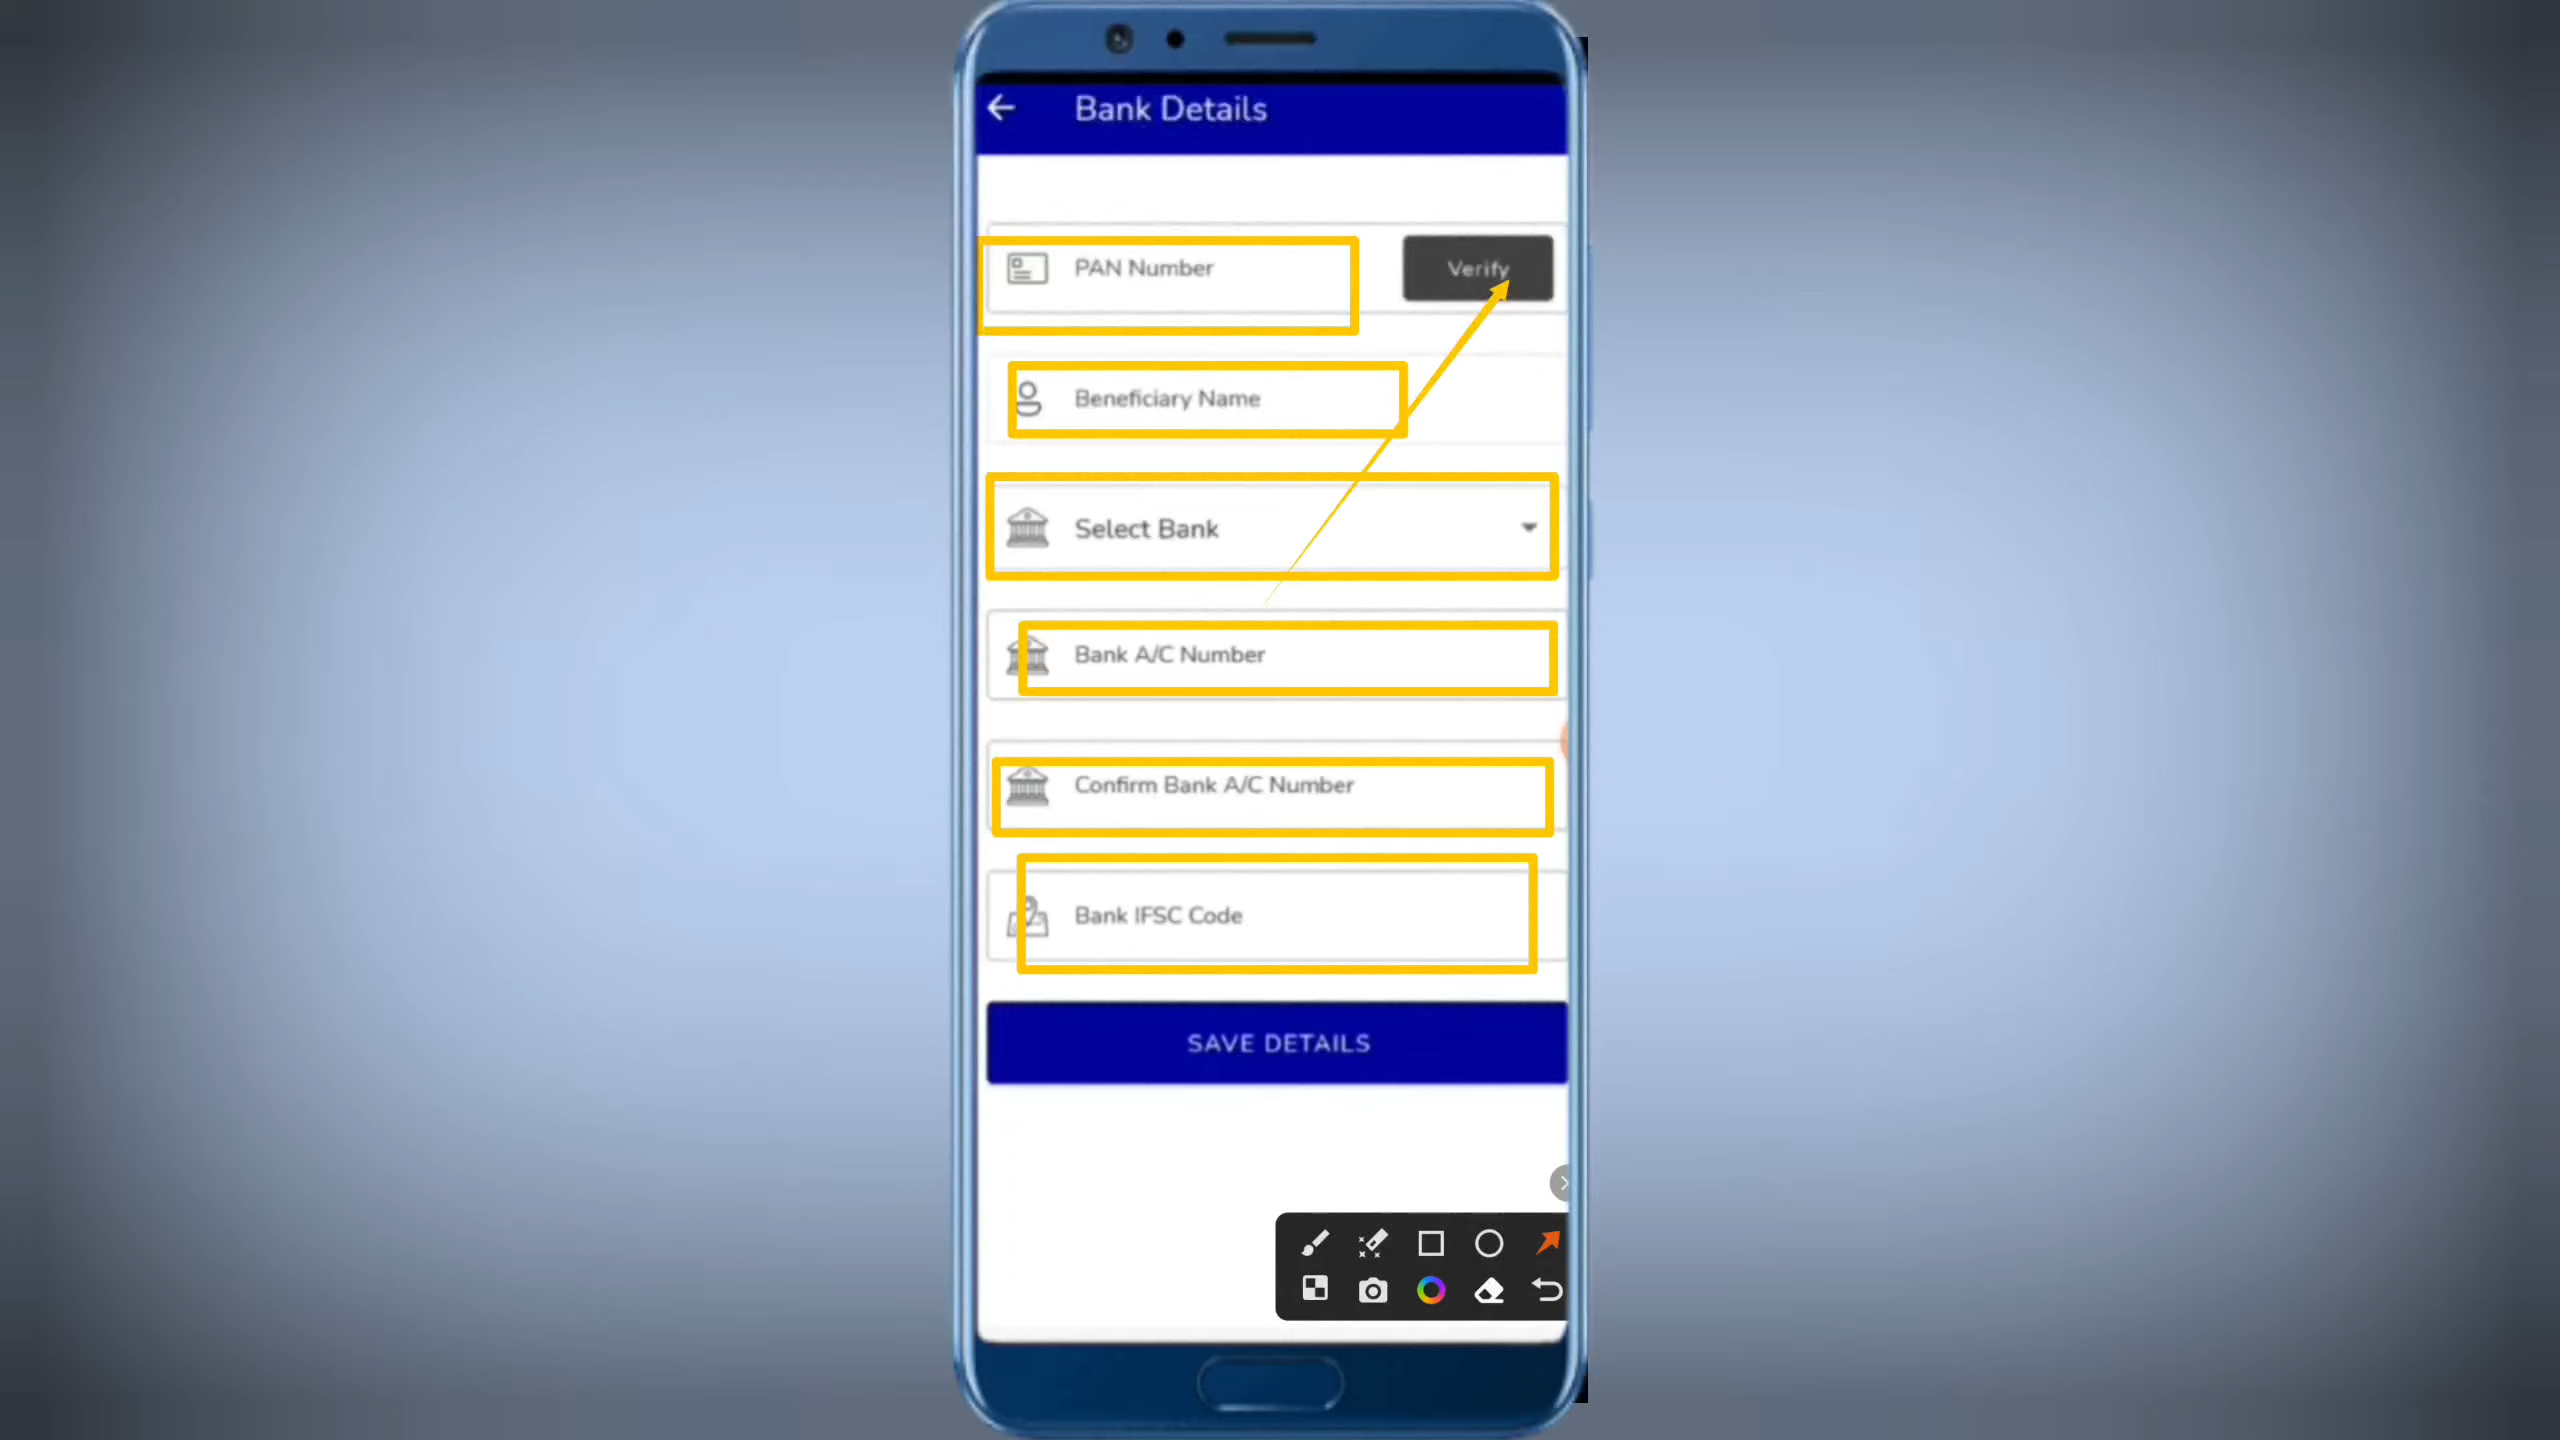 Bank Details
PAN Number
Verify
Beneficiary Name
Select Bank
Bank A/C Number
Confirm Bank A/C Number
Bank IFSC Code
SAVE DETAILS